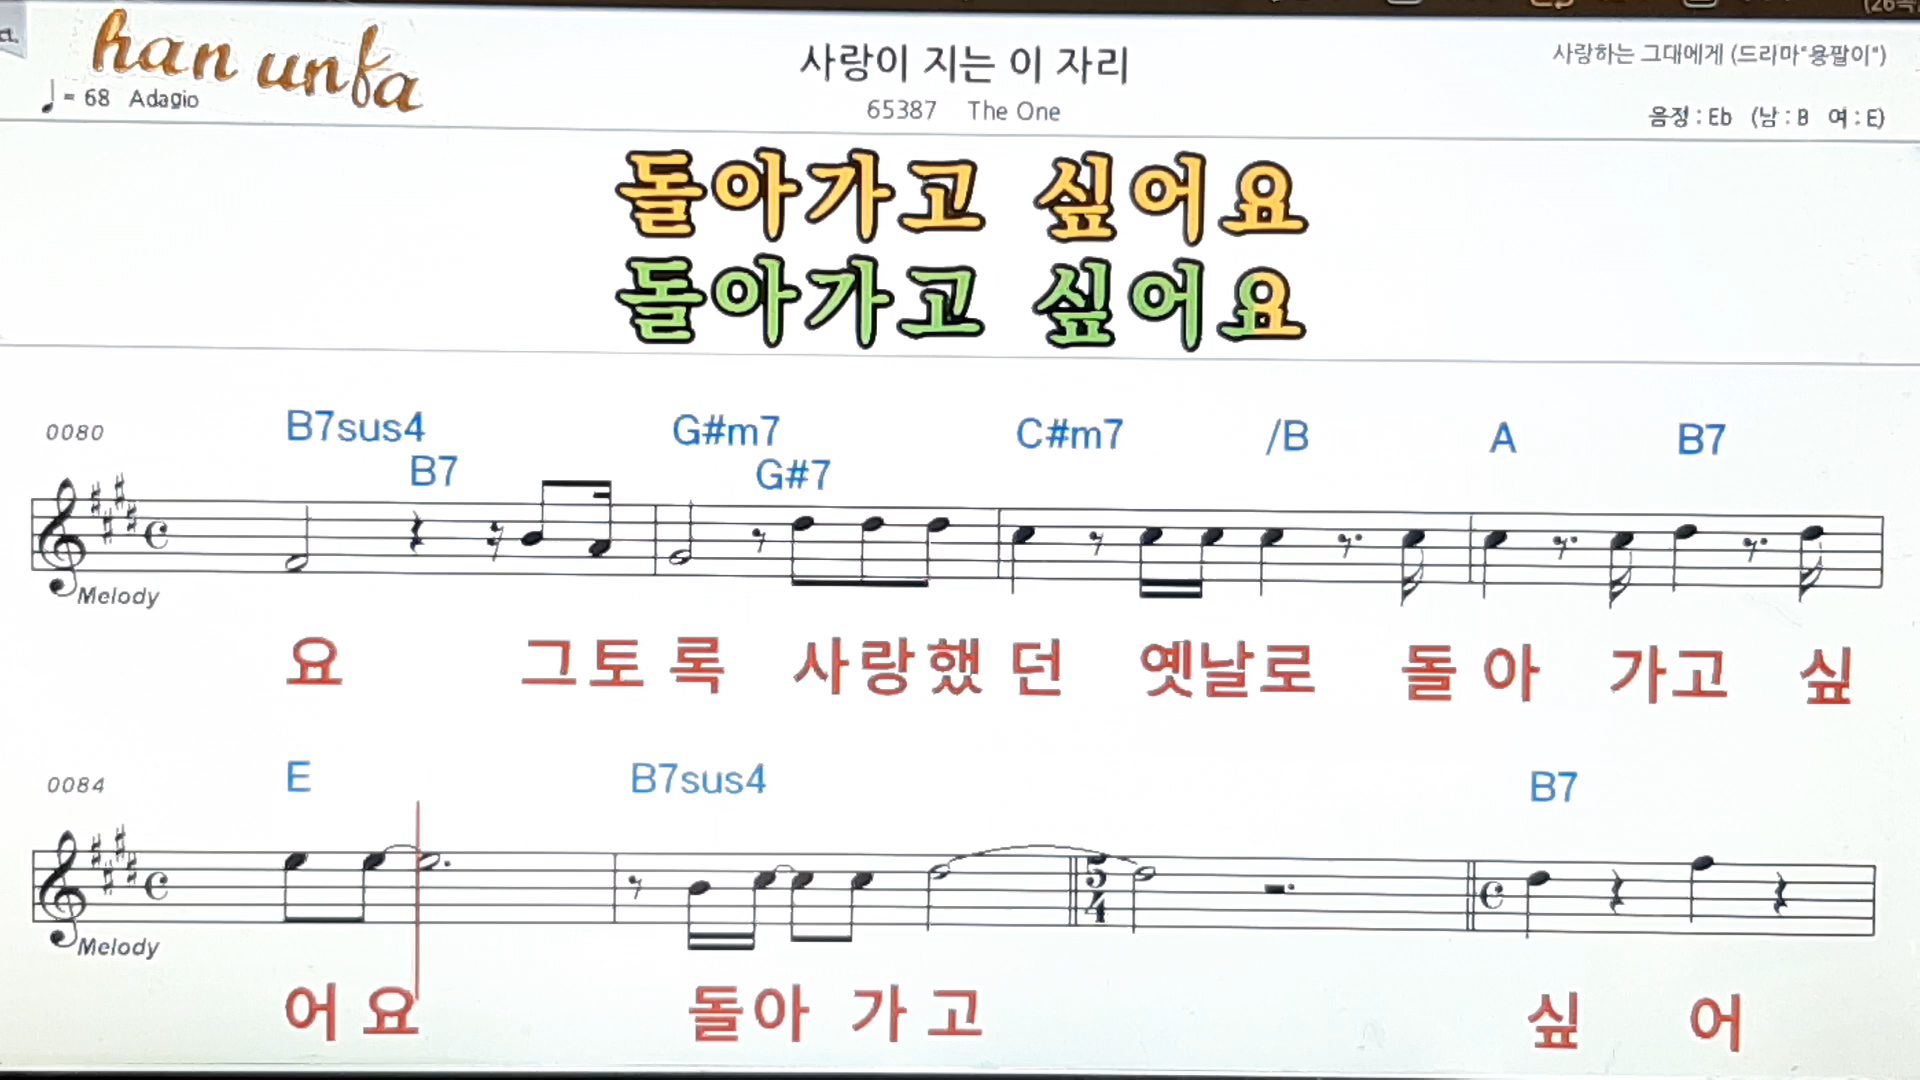 han unfa
사랑이 지는 이 자리
사랑하는 그대에게 (드리마"용팔이")
♩ = 68 Adagio
65387 The One
음정 : Eb (남 : B 여 : E)
돌아가고 싶어요
돌아가고 싶어요
0080 B7sus4 G#m7 C#m7 /B A B7
B7 G#7
Melody
요 그토록 사랑했던 옛날로 돌아 가고 싶
0084 E B7sus4 B7
5/4
Melody
어요 돌아 가고 싶 어